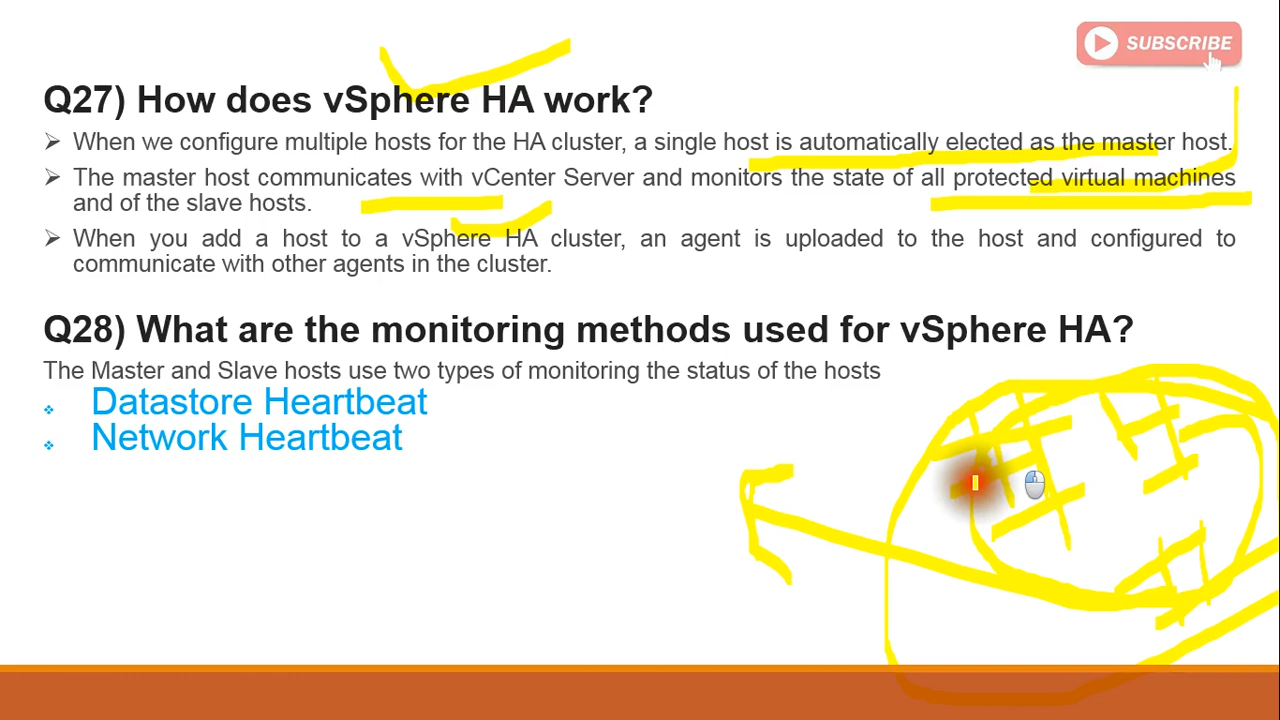 SUBSCRIBE
Q27) How does vSphere HA work?
➢ When we configure multiple hosts for the HA cluster, a single host is automatically elected as the master host.
➢ The master host communicates with vCenter Server and monitors the state of all protected virtual machines
and of the slave hosts.
➢ When you add a host to a vSphere HA cluster, an agent is uploaded to the host and configured to
communicate with other agents in the cluster.
Q28) What are the monitoring methods used for vSphere HA?
The Master and Slave hosts use two types of monitoring the status of the hosts
❖ Datastore Heartbeat
❖ Network Heartbeat